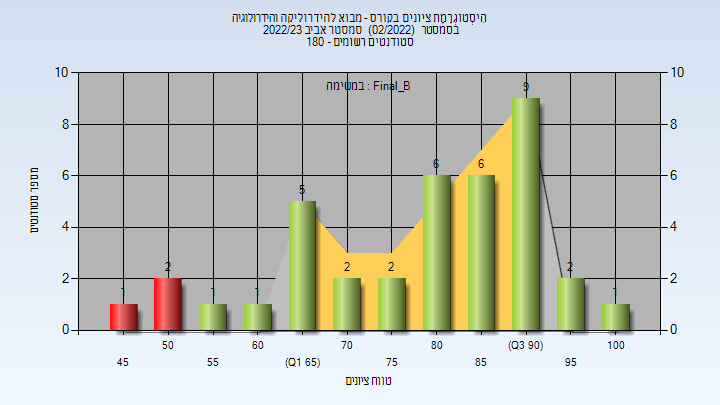 היסטוגרמת ציונים בקורס - מבוא להידרוליקה והידרולוגיה
בסמסטר (02/2022) סמסטר אביב 2022/23
סטודנטים רשומים - 180
במשימה : Final_B
מספר סטודנטים
10 10
8 8
6 6
4 4
2 2
0 0
1 2 1 1 5 2 2 6 6 9 2 1
50 60 70 80 (Q3 90) 100
45 55 (Q1 65) 75 85 95
טווח ציונים